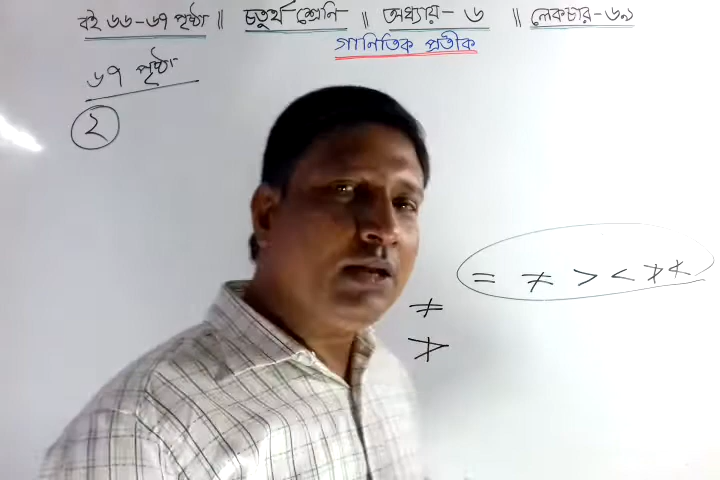 বই ৬৬-৬৭ পৃষ্ঠা || চতুর্থ শ্রেনি || অধ্যায়- ৬ || লেকচার- ৬৯
গানিতিক প্রতীক
৬৭ পৃষ্ঠা
২
= ≠ > < ≯ ≮
≠
≯